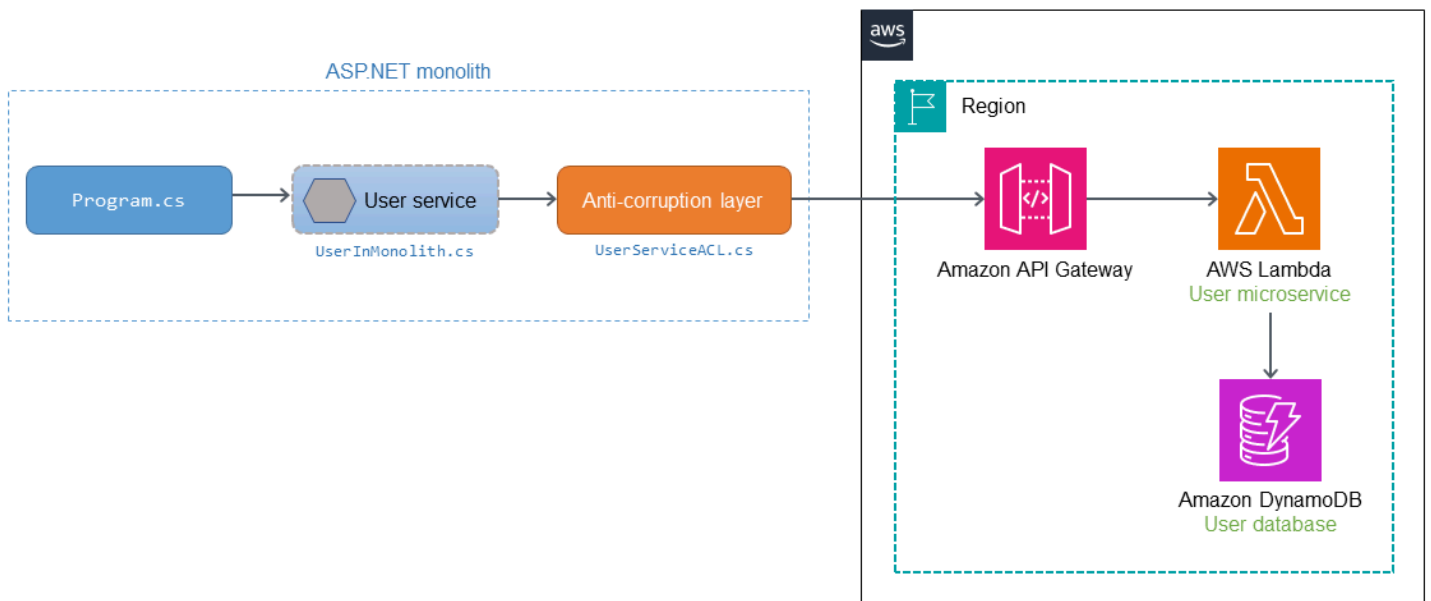 aws
ASP.NET monolith
Region
Program.cs
User service
Anti-corruption layer
UserInMonolith.cs
UserServiceACL.cs
</>
Amazon API Gateway
AWS Lambda
User microservice
Amazon DynamoDB
User database